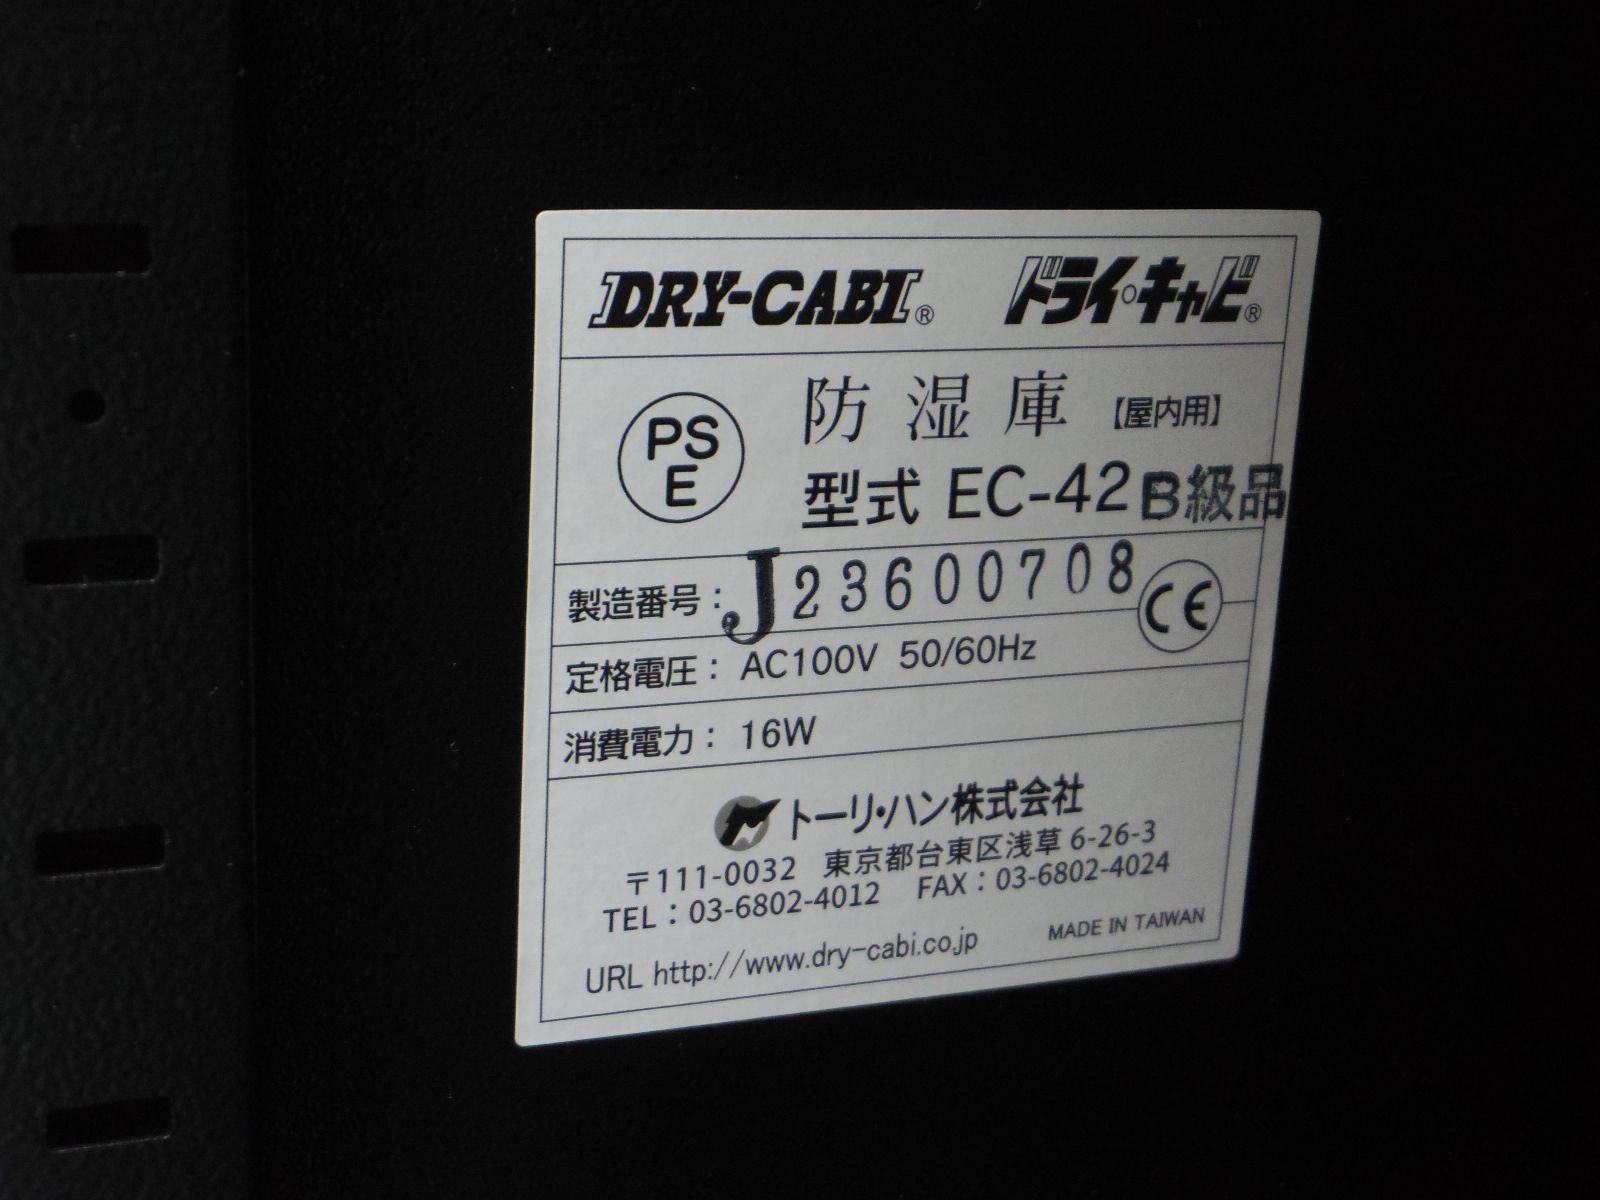 DRY-CABI® ドライ・キャビ®
PS
E
防湿庫【屋内用】
型式 EC-42 B級品
製造番号：J23600708 CE
定格電圧：AC100V 50/60Hz
消費電力：16W
トーリ・ハン株式会社
〒111-0032 東京都台東区浅草 6-26-3
TEL：03-6802-4012 FAX：03-6802-4024
URL http://www.dry-cabi.co.jp MADE IN TAIWAN